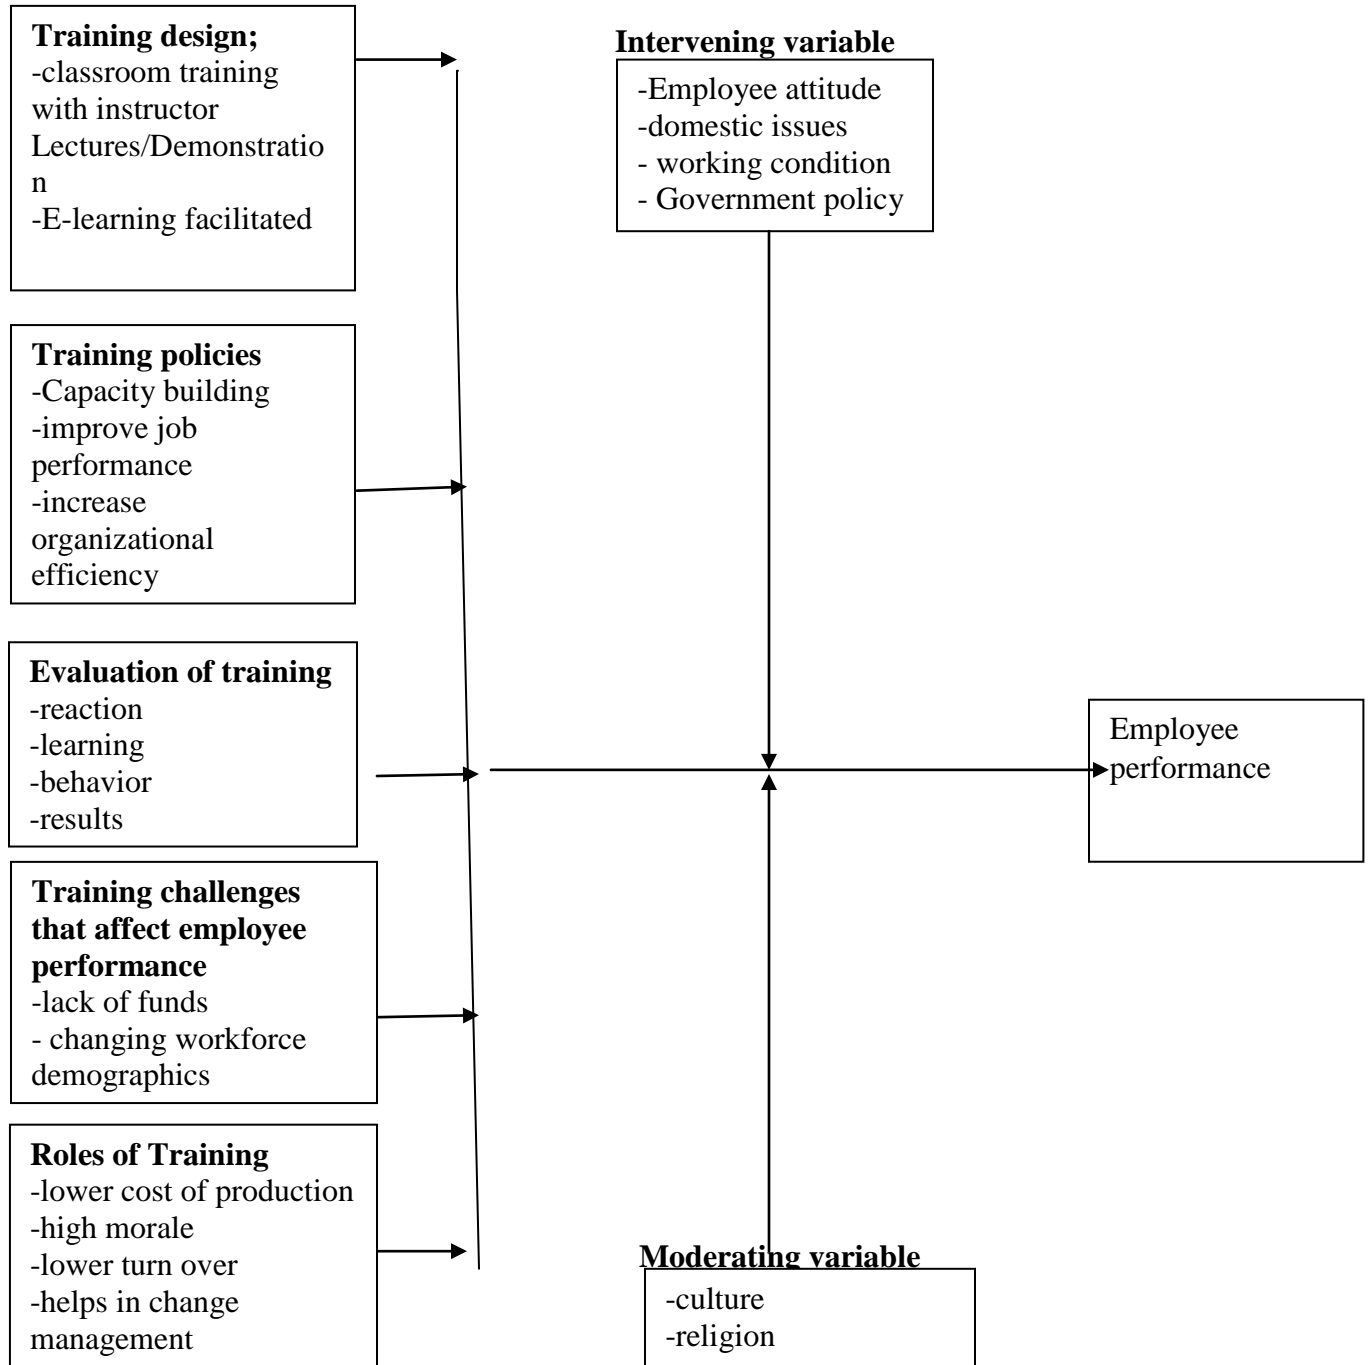 Training design;
-classroom training
with instructor
Lectures/Demonstratio
n
-E-learning facilitated
Intervening variable
-Employee attitude
-domestic issues
- working condition
- Government policy
Training policies
-Capacity building
-improve job
performance
-increase
organizational
efficiency
Evaluation of training
-reaction
-learning
-behavior
-results
Employee
performance
Training challenges
that affect employee
performance
-lack of funds
- changing workforce
demographics
Roles of Training
-lower cost of production
-high morale
-lower turn over
-helps in change
management
Moderating variable
-culture
-religion